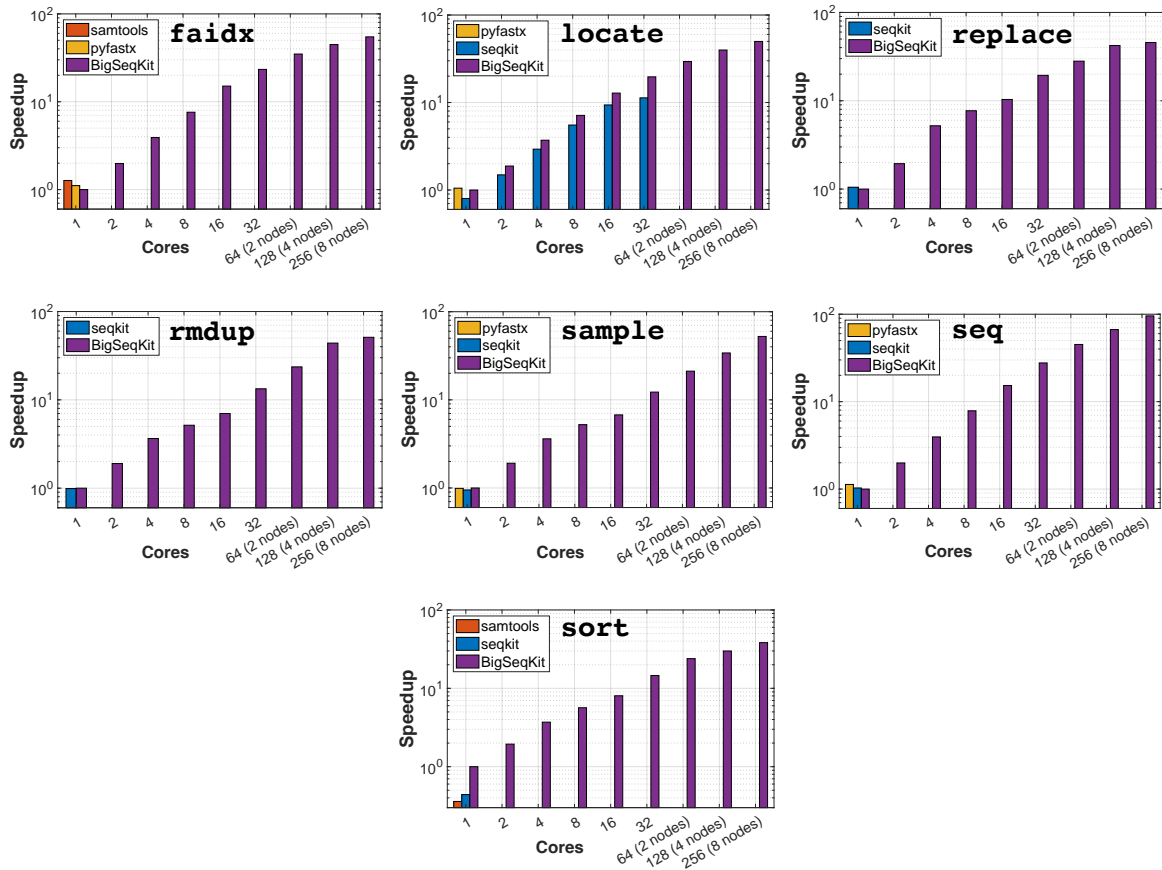 faidx
samtools
pyfastx
BigSeqKit
Speedup
10^2
10^1
10^0
1
2
4
8
16
32
64 (2 nodes)
128 (4 nodes)
256 (8 nodes)
Cores
locate
pyfastx
seqkit
BigSeqKit
Speedup
10^2
10^1
10^0
1
2
4
8
16
32
64 (2 nodes)
128 (4 nodes)
256 (8 nodes)
Cores
replace
seqkit
BigSeqKit
Speedup
10^2
10^1
10^0
1
2
4
8
16
32
64 (2 nodes)
128 (4 nodes)
256 (8 nodes)
Cores
rmdup
seqkit
BigSeqKit
Speedup
10^2
10^1
10^0
1
2
4
8
16
32
64 (2 nodes)
128 (4 nodes)
256 (8 nodes)
Cores
sample
pyfastx
seqkit
BigSeqKit
Speedup
10^2
10^1
10^0
1
2
4
8
16
32
64 (2 nodes)
128 (4 nodes)
256 (8 nodes)
Cores
seq
pyfastx
seqkit
BigSeqKit
Speedup
10^2
10^1
10^0
1
2
4
8
16
32
64 (2 nodes)
128 (4 nodes)
256 (8 nodes)
Cores
sort
samtools
seqkit
BigSeqKit
Speedup
10^2
10^1
10^0
1
2
4
8
16
32
64 (2 nodes)
128 (4 nodes)
256 (8 nodes)
Cores